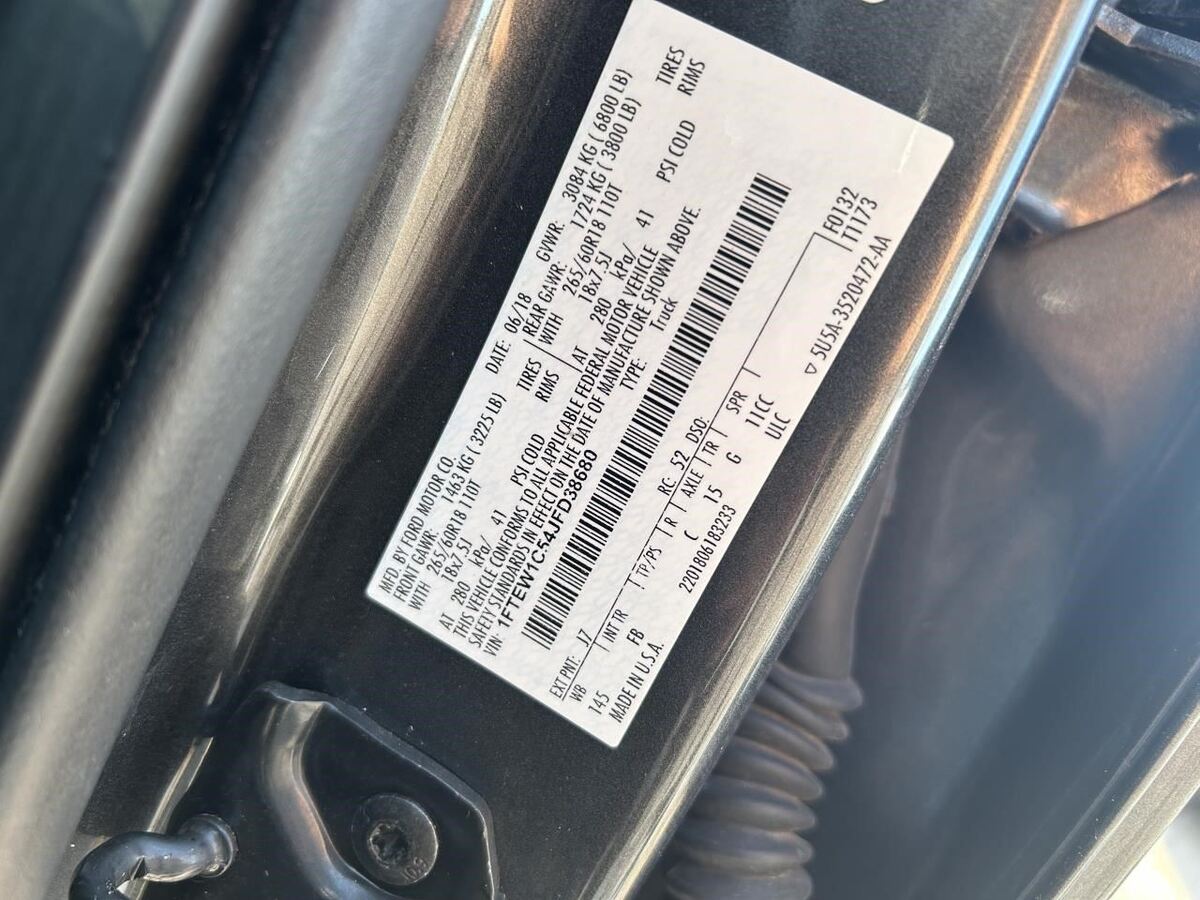 MFD. BY FORD MOTOR CO. DATE: 06/18 GVWR: 3084 KG ( 6800 LB)
FRONT GAWR: 1463 KG ( 3225 LB) REAR GAWR: 1724 KG ( 3800 LB)
WITH 265/60R18 110T TIRES WITH 265/60R18 110T TIRES
18x7.5J RIMS 18x7.5J RIMS
AT 280 kPa/ 41 PSI COLD AT 280 kPa/ 41 PSI COLD
THIS VEHICLE CONFORMS TO ALL APPLICABLE FEDERAL MOTOR VEHICLE
SAFETY STANDARDS IN EFFECT ON THE DATE OF MANUFACTURE SHOWN ABOVE.
VIN: 1FTEW1C54JFD38680 TYPE: Truck
EXT PNT: J7 RC: 52 DSO:
WB INT TR TP/PS R AXLE TR SPR F0132
145 FB C 15 G 11CC T1173
MADE IN U.S.A. 2201806183233 ULC
▽ 5U5A-3520472-AA
109